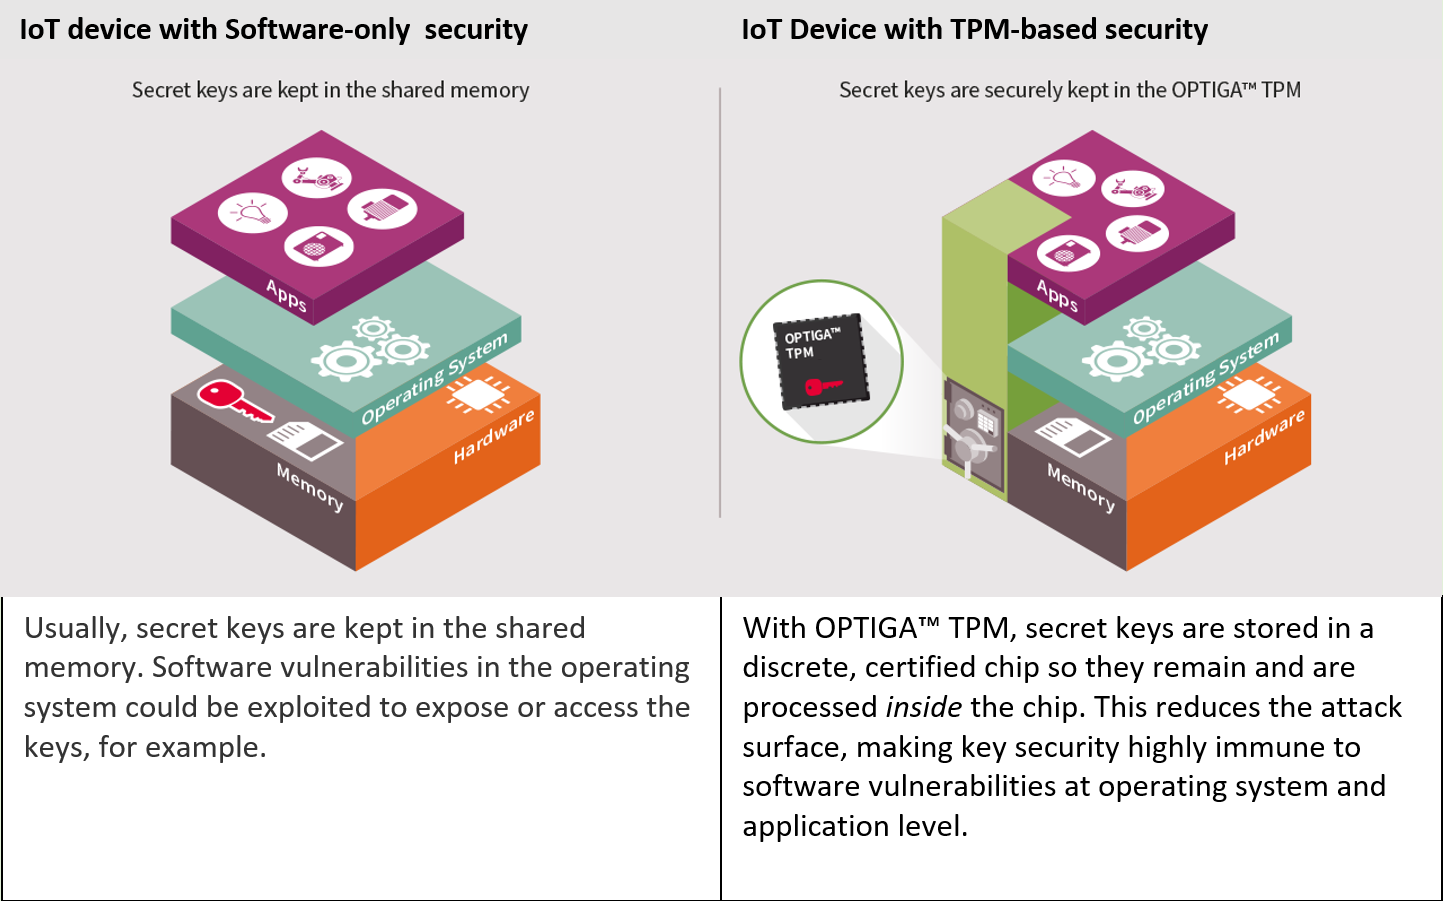 IoT device with Software-only  security
Secret keys are kept in the shared memory
Apps
Operating System
Memory
Hardware
Usually, secret keys are kept in the shared
memory. Software vulnerabilities in the operating
system could be exploited to expose or access the
keys, for example.
IoT Device with TPM-based security
Secret keys are securely kept in the OPTIGA™ TPM
OPTIGA™
TPM
Apps
Operating System
Memory
Hardware
With OPTIGA™ TPM, secret keys are stored in a
discrete, certified chip so they remain and are
processed inside the chip. This reduces the attack
surface, making key security highly immune to
software vulnerabilities at operating system and
application level.